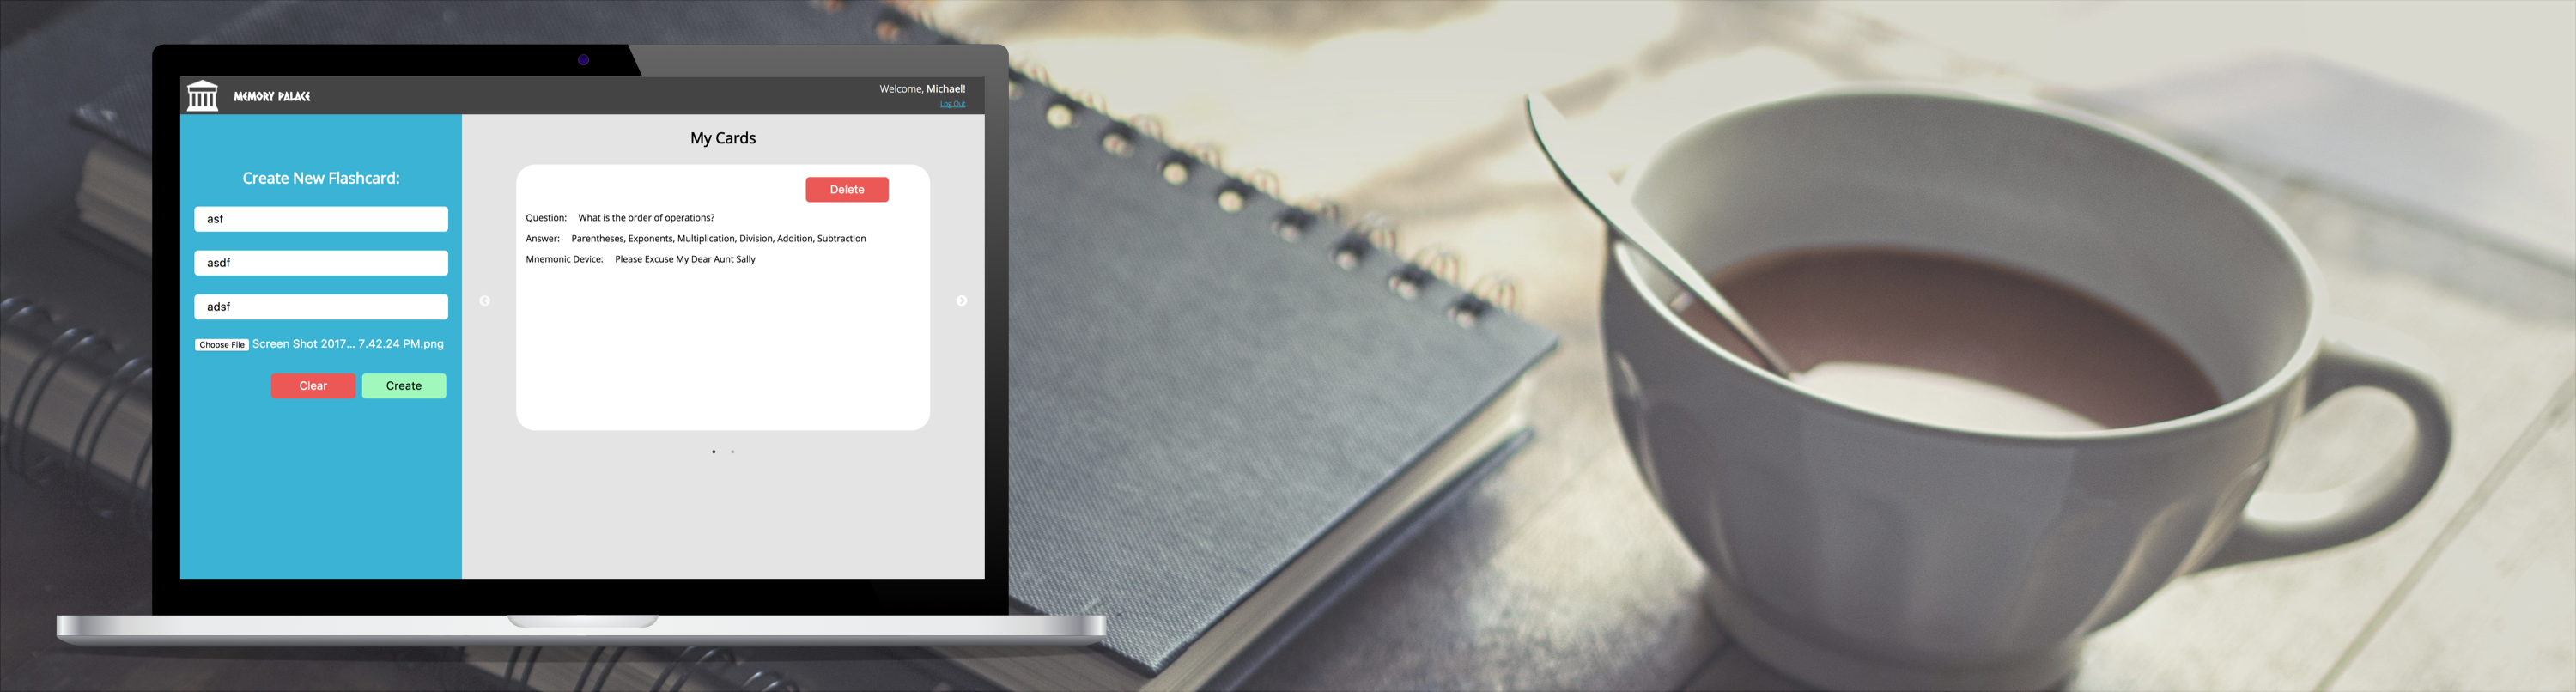 MEMORY PALACE
Welcome, Michael!
Log Out
Create New Flashcard:
asf
asdf
adsf
Choose File Screen Shot 2017... 7.42.24 PM.png
Clear Create
My Cards
Delete
Question: What is the order of operations?
Answer: Parentheses, Exponents, Multiplication, Division, Addition, Subtraction
Mnemonic Device: Please Excuse My Dear Aunt Sally